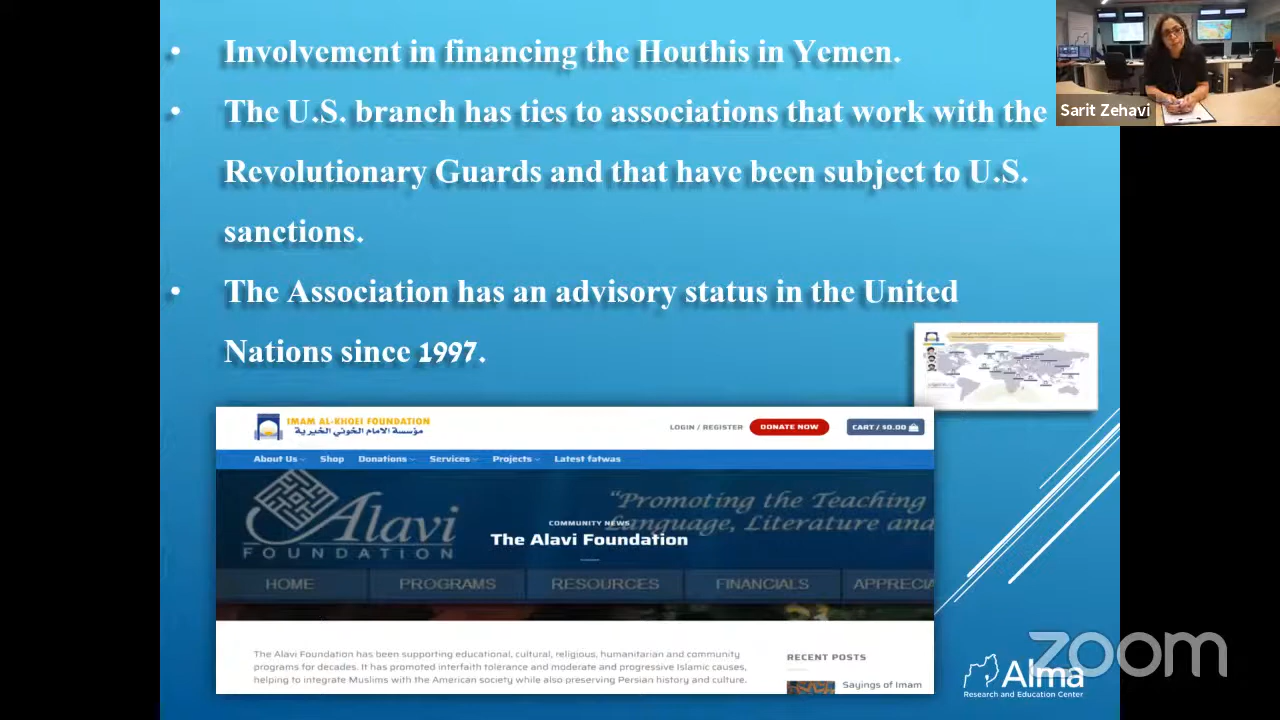 • Involvement in financing the Houthis in Yemen.
• The U.S. branch has ties to associations that work with the
Revolutionary Guards and that have been subject to U.S.
sanctions.
• The Association has an advisory status in the United
Nations since 1997.
Sarit Zehavi
IMAM AL-KHOEI FOUNDATION
مؤسسة الامام الخوئي الخيرية
LOGIN / REGISTER
DONATE NOW
CART / $0.00
About Us
Shop
Donations
Services
Projects
Latest fatwas
Alavi
FOUNDATION
"Promoting the Teaching
Language, Literature and
COMMUNITY NEWS
The Alavi Foundation
HOME
PROGRAMS
RESOURCES
FINANCIALS
APPRECIA
The Alavi Foundation has been supporting educational, cultural, religious, humanitarian and community
programs for decades. It has promoted interfaith tolerance and moderate and progressive Islamic causes,
helping to integrate Muslims with the American society while also preserving Persian history and culture.
RECENT POSTS
Sayings of Imam
zoom
Alma
Research and Education Center